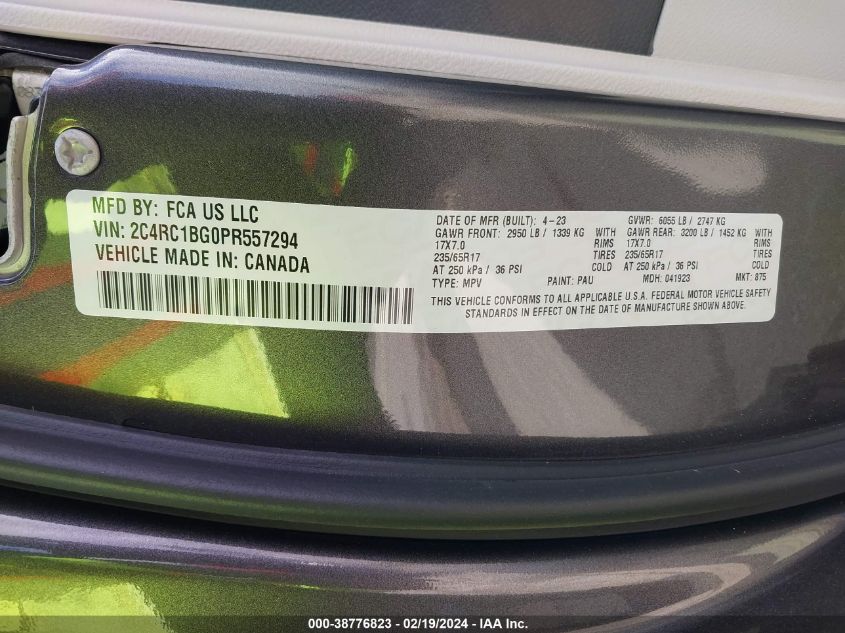 MFD BY: FCA US LLC
VIN: 2C4RC1BG0PR557294
VEHICLE MADE IN: CANADA
DATE OF MFR (BUILT): 4-23 GVWR: 6055 LB / 2747 KG
GAWR FRONT: 2950 LB / 1339 KG GAWR REAR: 3200 LB / 1452 KG
17X7.0 RIMS 17X7.0 RIMS
235/65R17 TIRES 235/65R17 TIRES
AT 250 kPa / 36 PSI COLD AT 250 kPa / 36 PSI COLD
TYPE: MPV PAINT: PAU MDH: 041923 MKT: 875
THIS VEHICLE CONFORMS TO ALL APPLICABLE U.S.A. FEDERAL MOTOR VEHICLE SAFETY
STANDARDS IN EFFECT ON THE DATE OF MANUFACTURE SHOWN ABOVE.
000-38776823 - 02/19/2024 - IAA Inc.